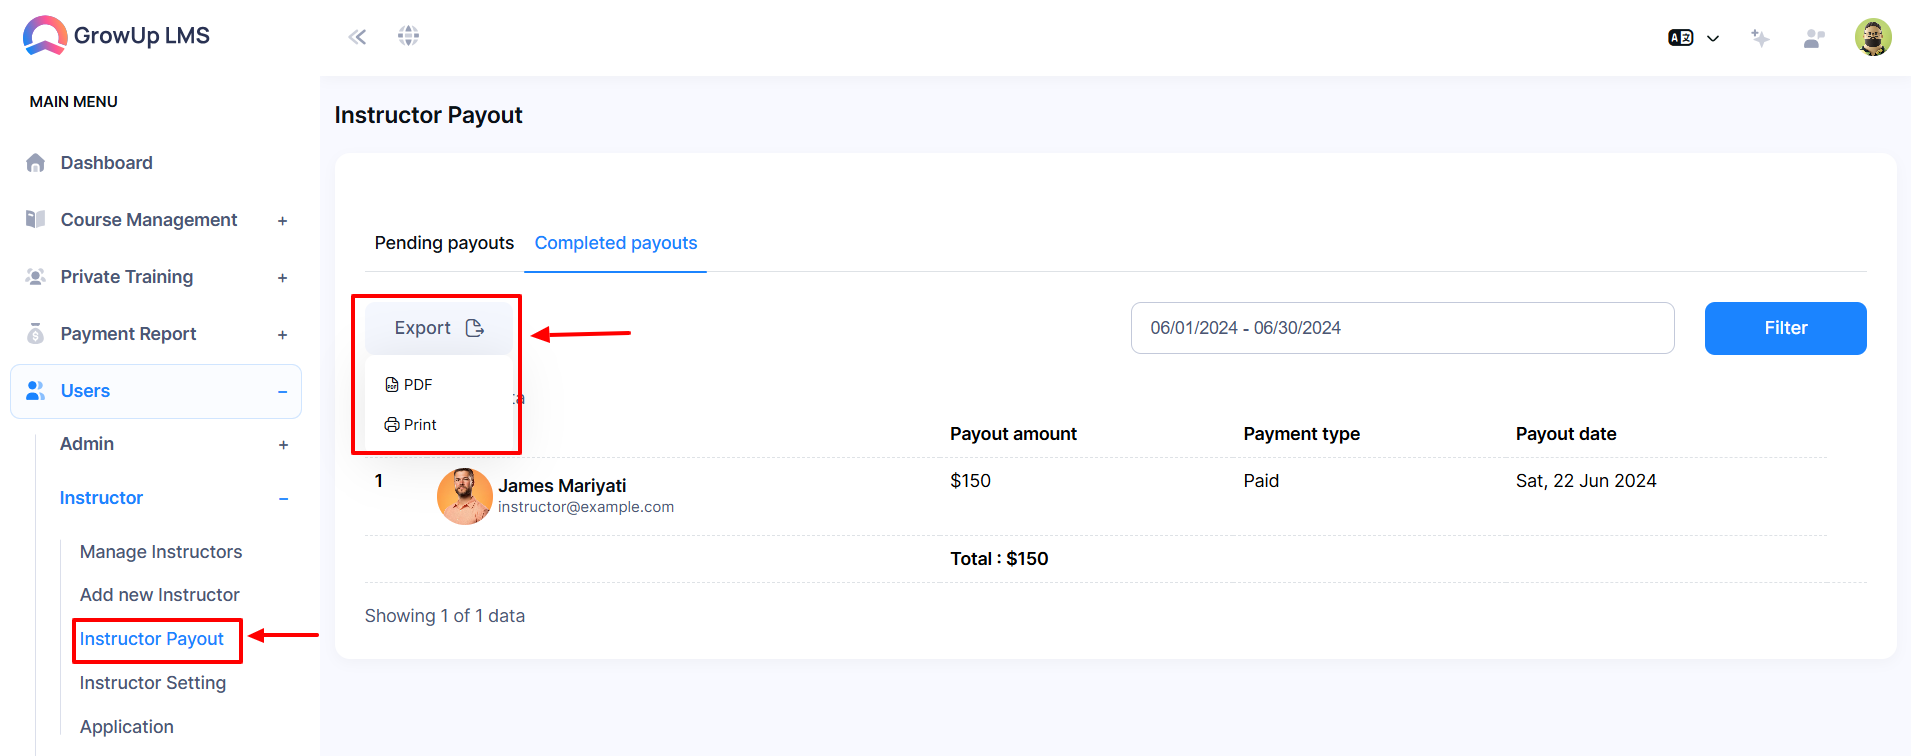 GrowUp LMS
MAIN MENU
Dashboard
Course Management +
Private Training +
Payment Report +
Users –
Admin +
Instructor –
Manage Instructors
Add new Instructor
Instructor Payout
Instructor Setting
Application
Instructor Payout
Pending payouts Completed payouts
Export
06/01/2024 - 06/30/2024
Filter
PDF
Print
Payout amount Payment type Payout date
1 James Mariyati $150 Paid Sat, 22 Jun 2024
instructor@example.com
Total : $150
Showing 1 of 1 data